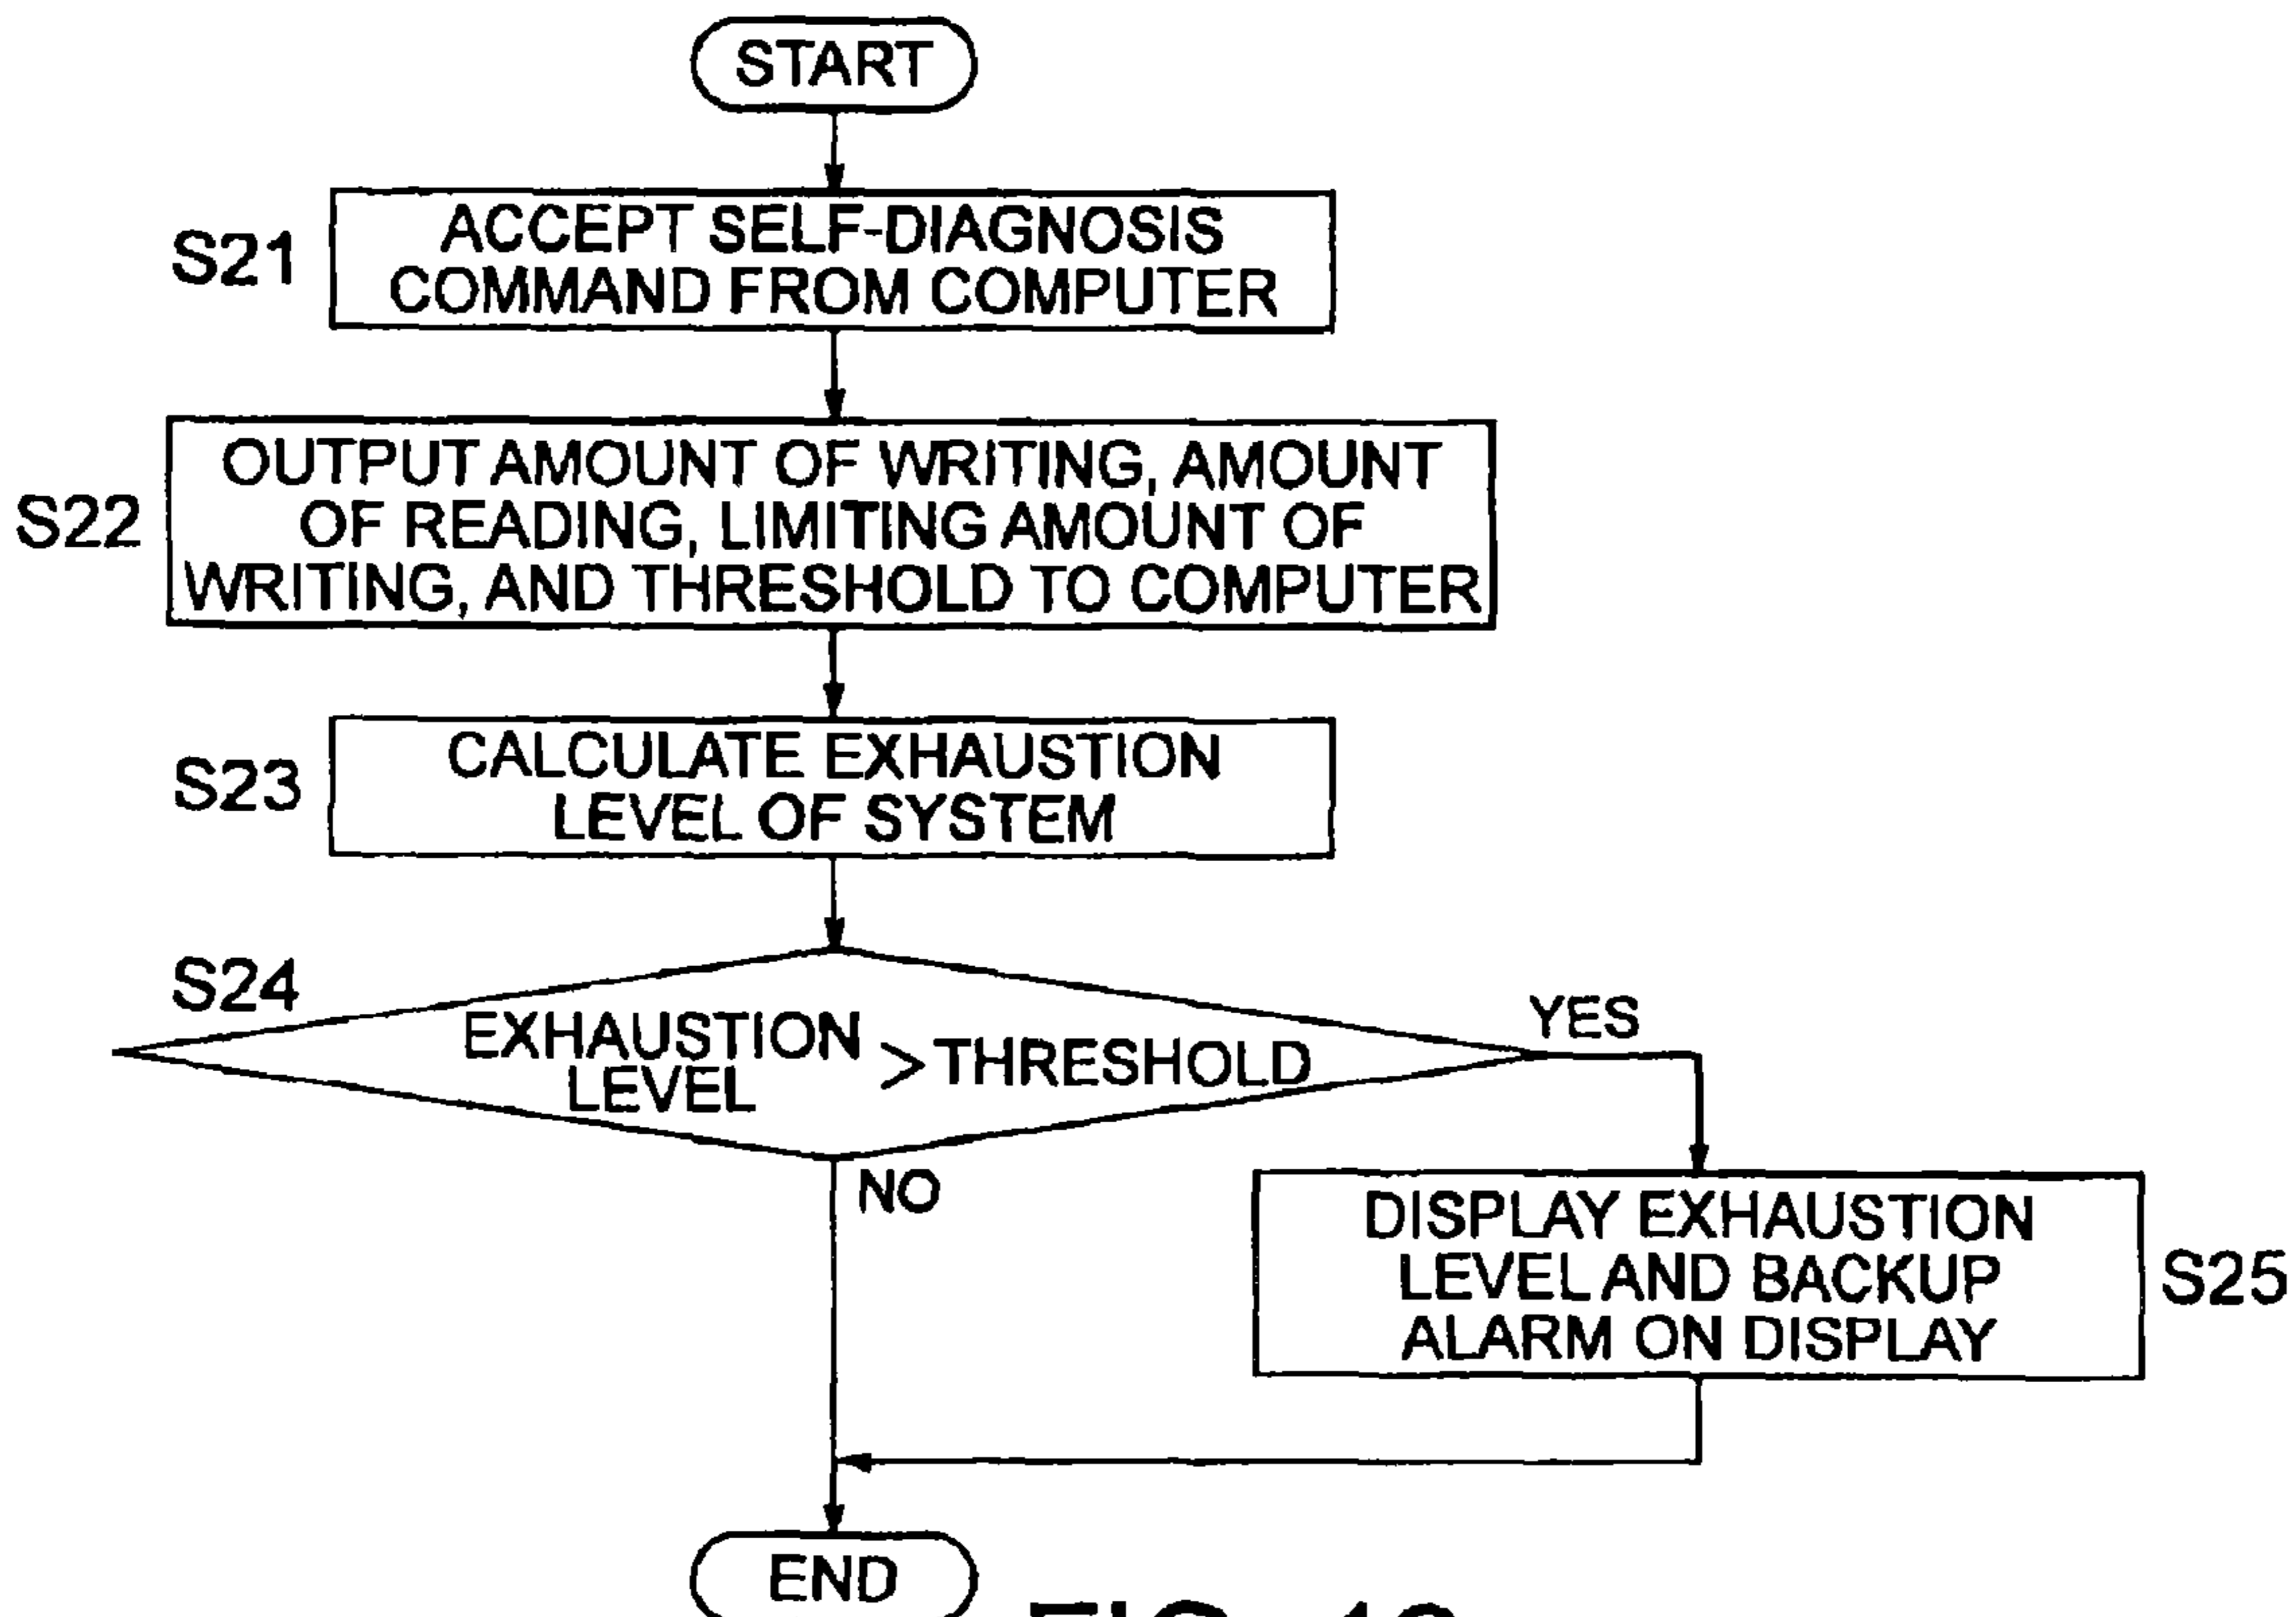 START
S21
ACCEPT SELF-DIAGNOSIS
COMMAND FROM COMPUTER
S22
OUTPUT AMOUNT OF WRITING, AMOUNT
OF READING, LIMITING AMOUNT OF
WRITING, AND THRESHOLD TO COMPUTER
S23
CALCULATE EXHAUSTION
LEVEL OF SYSTEM
S24
EXHAUSTION
LEVEL
> THRESHOLD
YES
NO
DISPLAY EXHAUSTION
LEVEL AND BACKUP
ALARM ON DISPLAY
S25
END